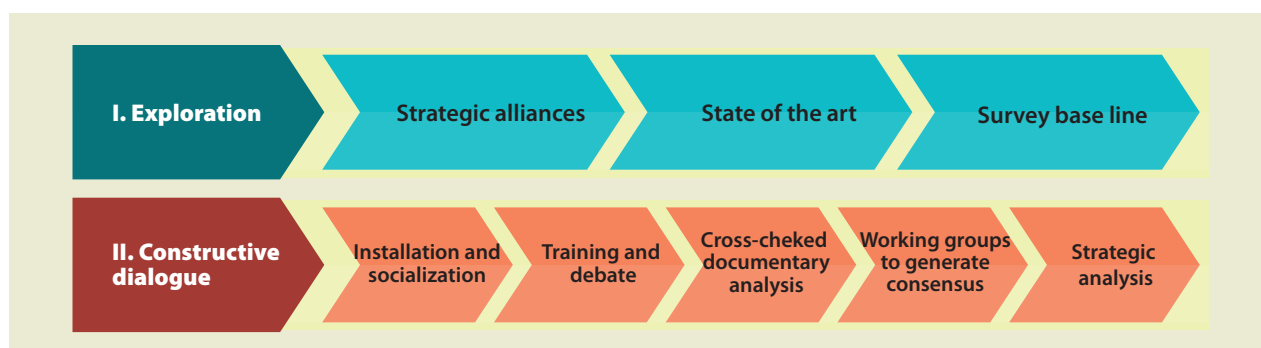 I. Exploration
Strategic alliances
State of the art
Survey base line
II. Constructive
dialogue
Installation and
socialization
Training and
debate
Cross-cheked
documentary
analysis
Working groups
to generate
consensus
Strategic
analysis